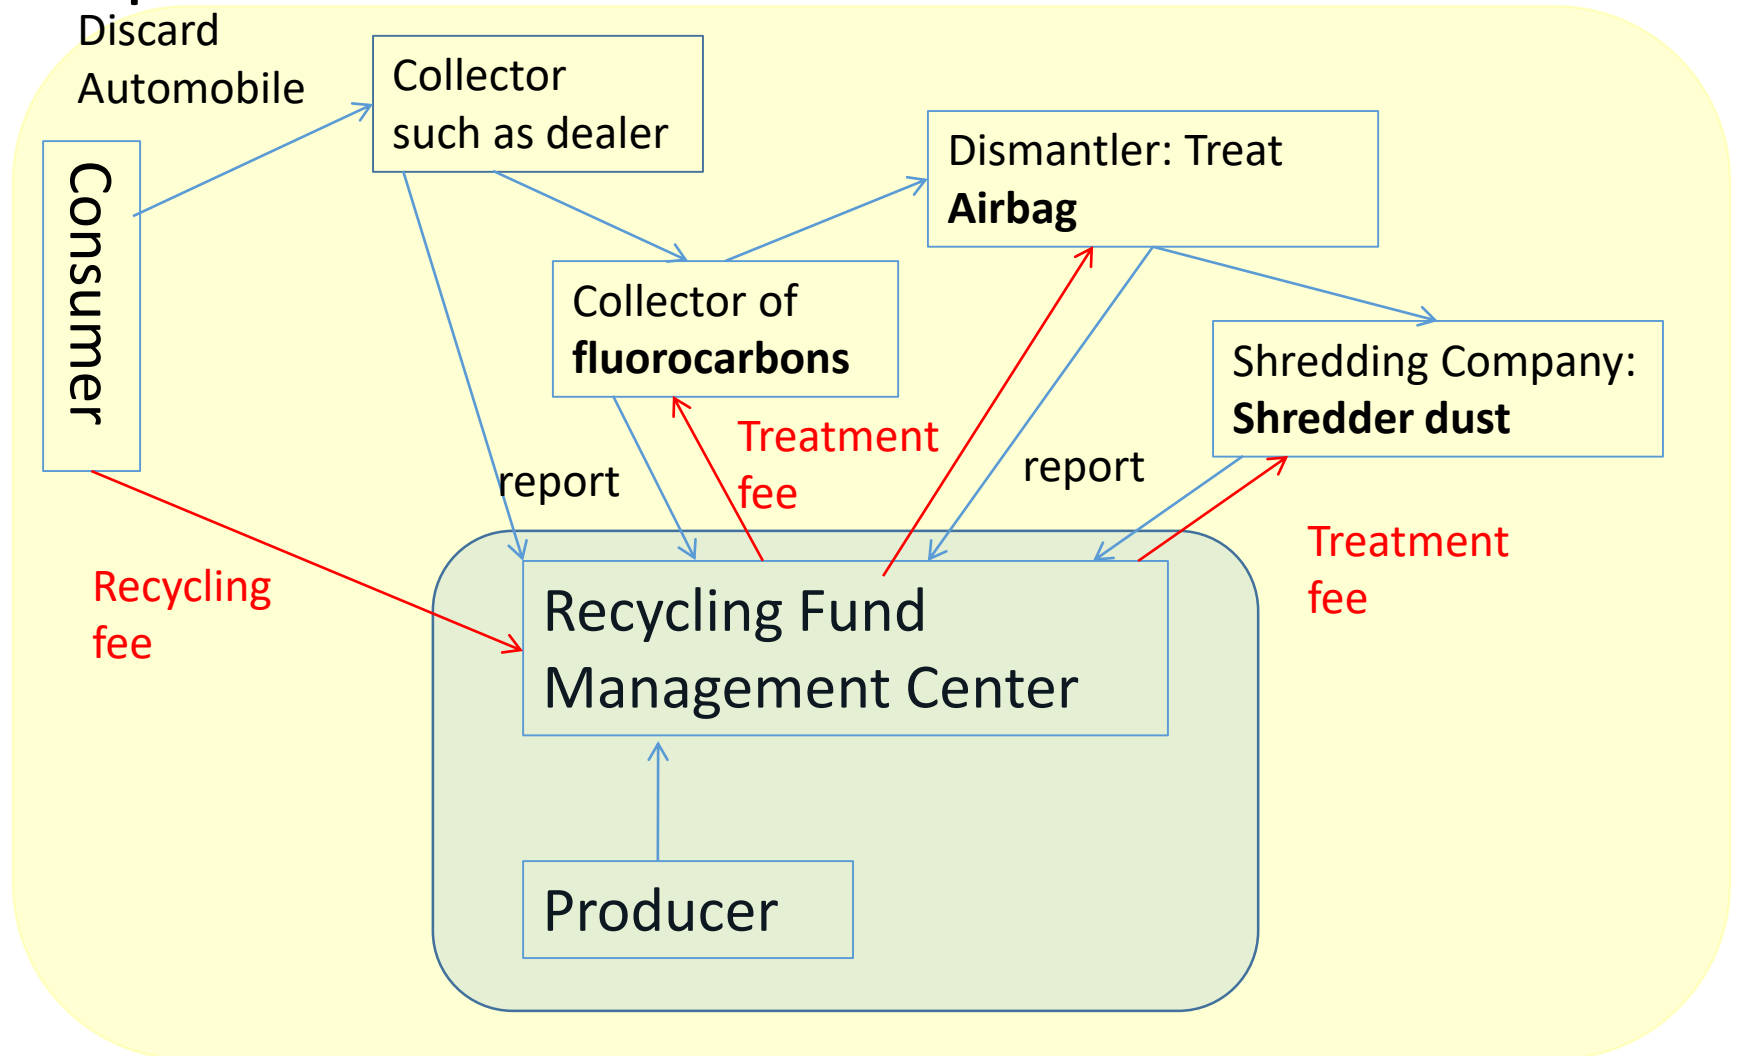 Discard
Automobile
Collector
such as dealer
Dismantler: Treat
Airbag
Consumer
Collector of
fluorocarbons
Shredding Company:
Shredder dust
Treatment
fee
report
report
Treatment
fee
Recycling
fee
Recycling Fund
Management Center
Producer